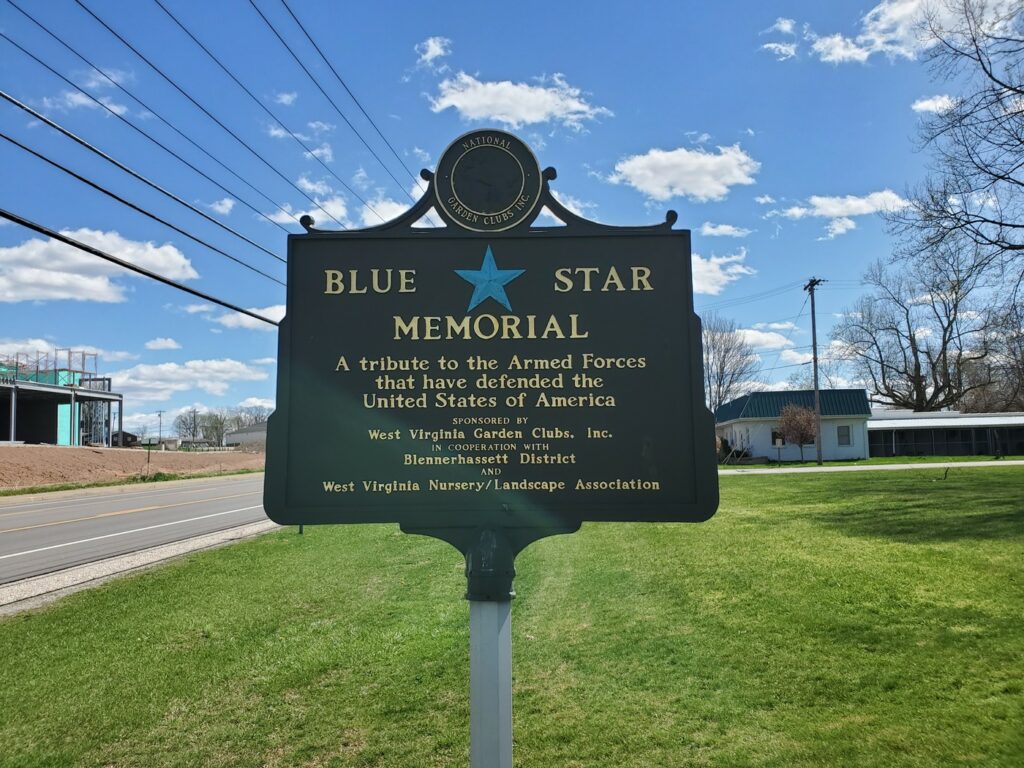 NATIONAL
GARDEN CLUBS INC.
BLUE STAR
MEMORIAL
A tribute to the Armed Forces
that have defended the
United States of America
SPONSORED BY
West Virginia Garden Clubs, Inc.
IN COOPERATION WITH
Blennerhassett District
AND
West Virginia Nursery/Landscape Association